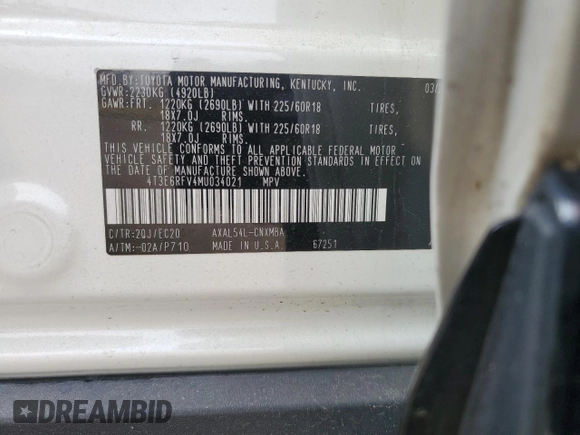 MFD.BY:TOYOTA MOTOR MANUFACTURING, KENTUCKY, INC. 03/
GVWR:2230KG (4920LB)
GAWR:FRT. 1220KG (2690LB) WITH 225/60R18 TIRES,
18X7.0J RIMS.
RR. 1220KG (2690LB) WITH 225/60R18 TIRES,
18X7.0J RIMS.
THIS VEHICLE CONFORMS TO ALL APPLICABLE FEDERAL MOTOR
VEHICLE SAFETY AND THEFT PREVENTION STANDARDS IN EFFECT
ON THE DATE OF MANUFACTURE SHOWN ABOVE.
4T3E6RFV4MU034021 MPV
C/TR:2QJ/EC20 AXAL54L-CNXMBA
A/TM:-02A/P710 MADE IN U.S.A 67251
DREAMBID